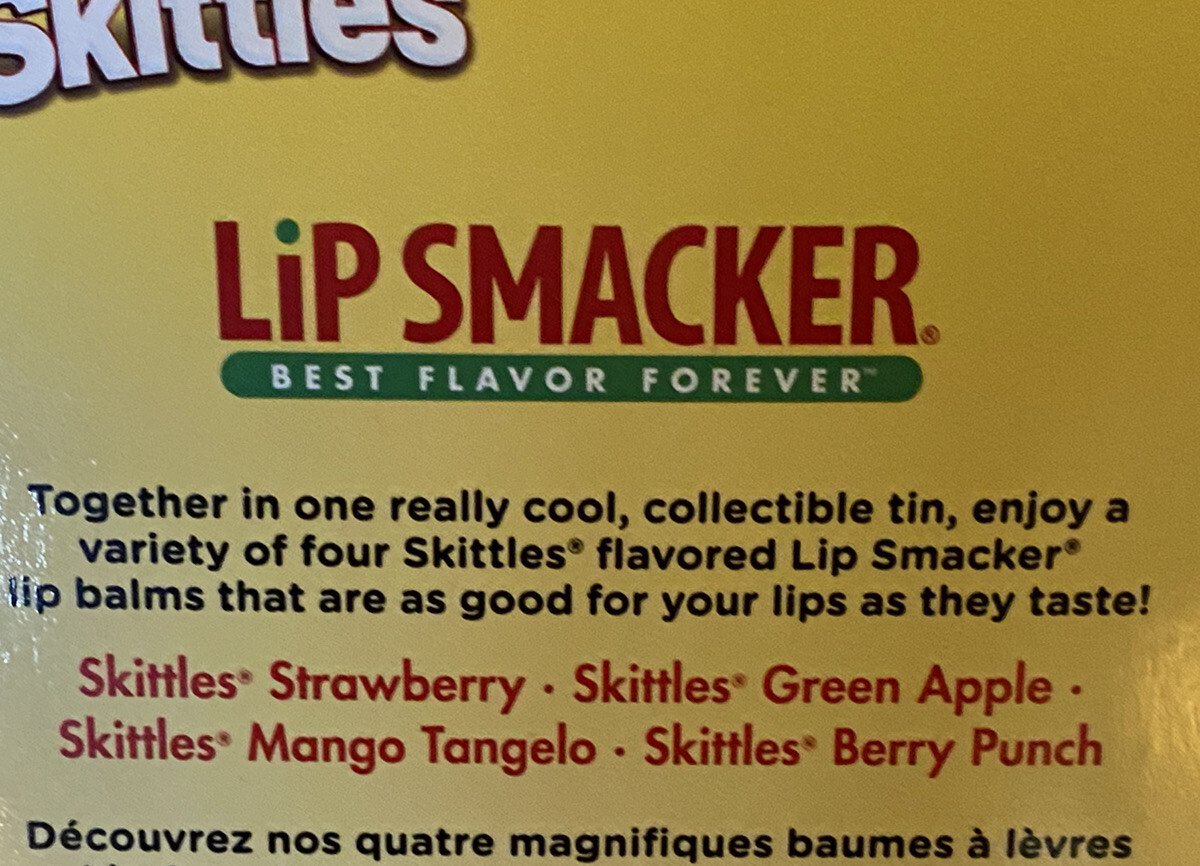 Skittles
LiP SMACKER®
BEST FLAVOR FOREVER™
Together in one really cool, collectible tin, enjoy a
variety of four Skittles® flavored Lip Smacker®
lip balms that are as good for your lips as they taste!
Skittles® Strawberry · Skittles® Green Apple ·
Skittles® Mango Tangelo · Skittles® Berry Punch
Découvrez nos quatre magnifiques baumes à lèvres